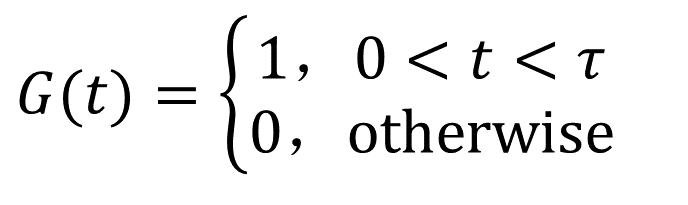 G(t) = {1, 0 < t < τ
0, otherwise